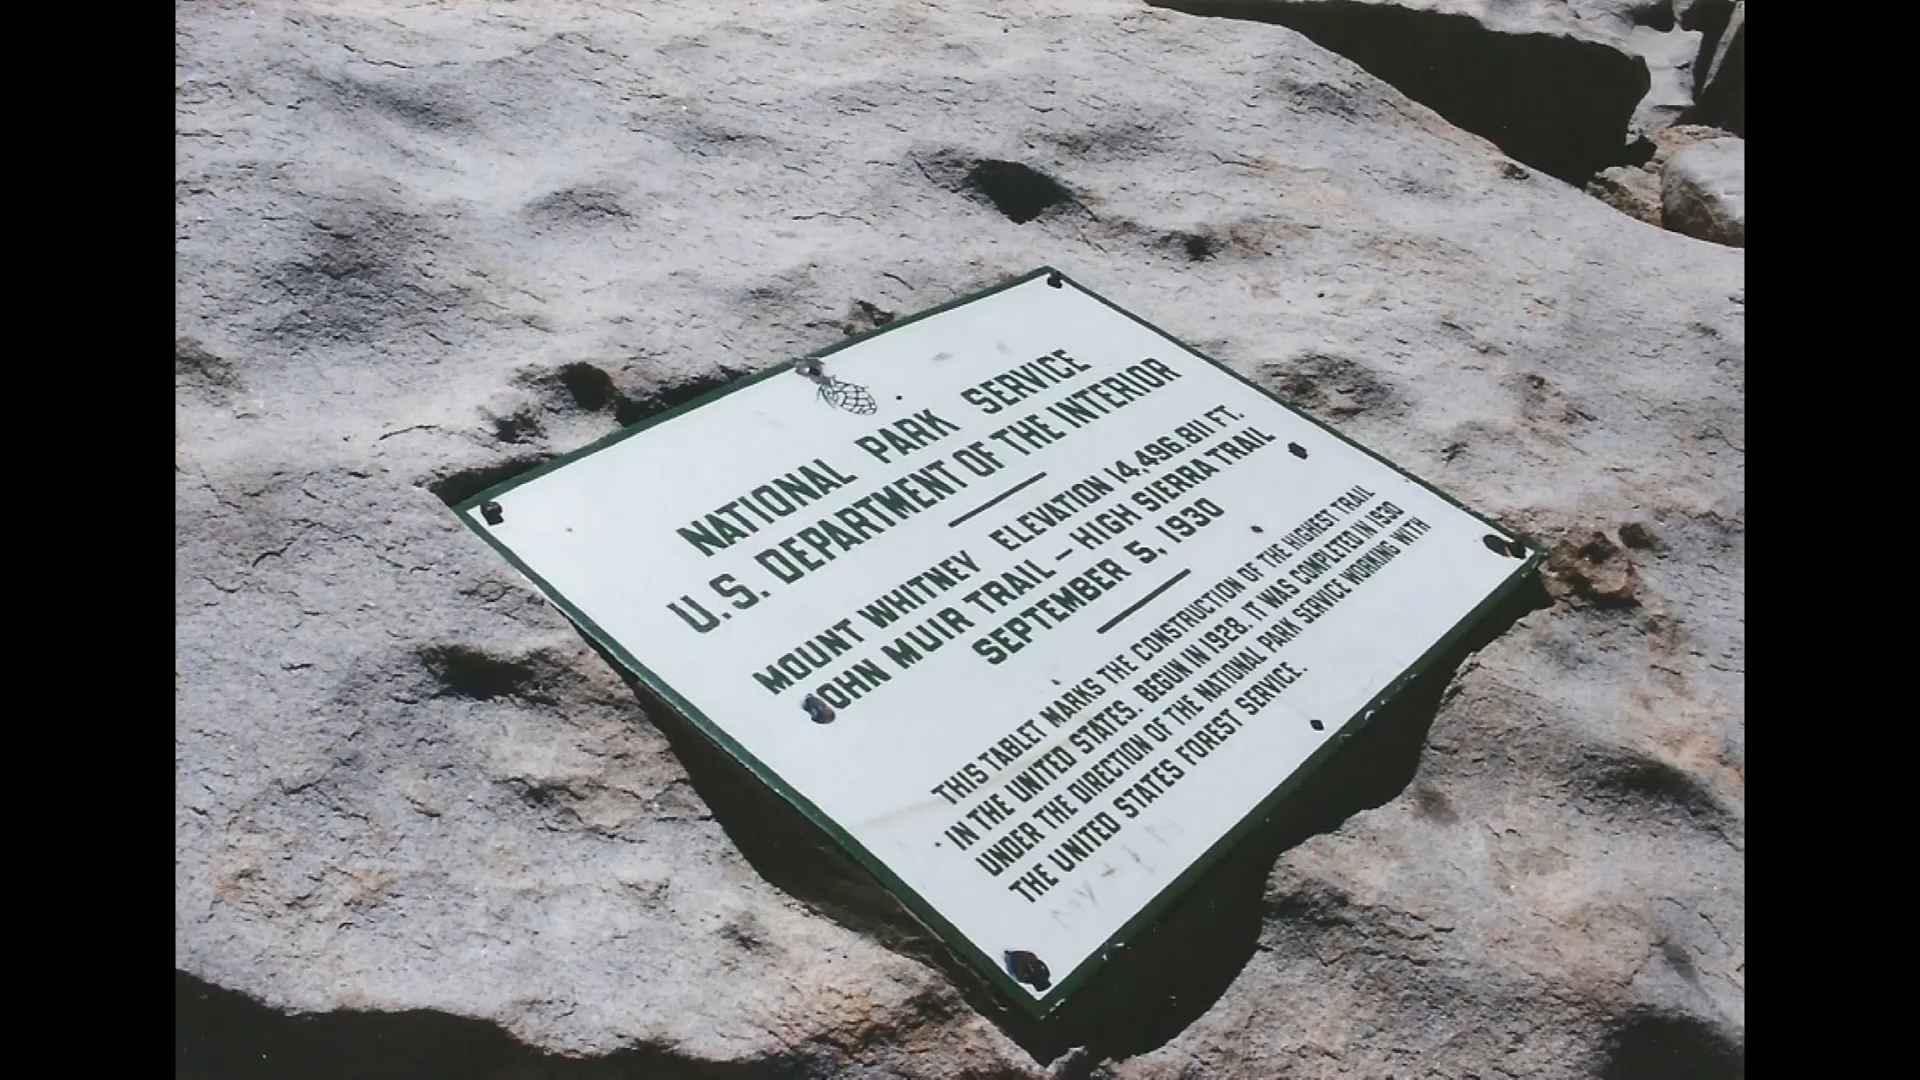 NATIONAL PARK SERVICE
U.S. DEPARTMENT OF THE INTERIOR
MOUNT WHITNEY ELEVATION 14,496.811 FT.
JOHN MUIR TRAIL – HIGH SIERRA TRAIL
SEPTEMBER 5, 1930
THIS TABLET MARKS THE CONSTRUCTION OF THE HIGHEST TRAIL
IN THE UNITED STATES. BEGUN IN 1928. IT WAS COMPLETED IN 1930
UNDER THE DIRECTION OF THE NATIONAL PARK SERVICE WORKING WITH
THE UNITED STATES FOREST SERVICE.